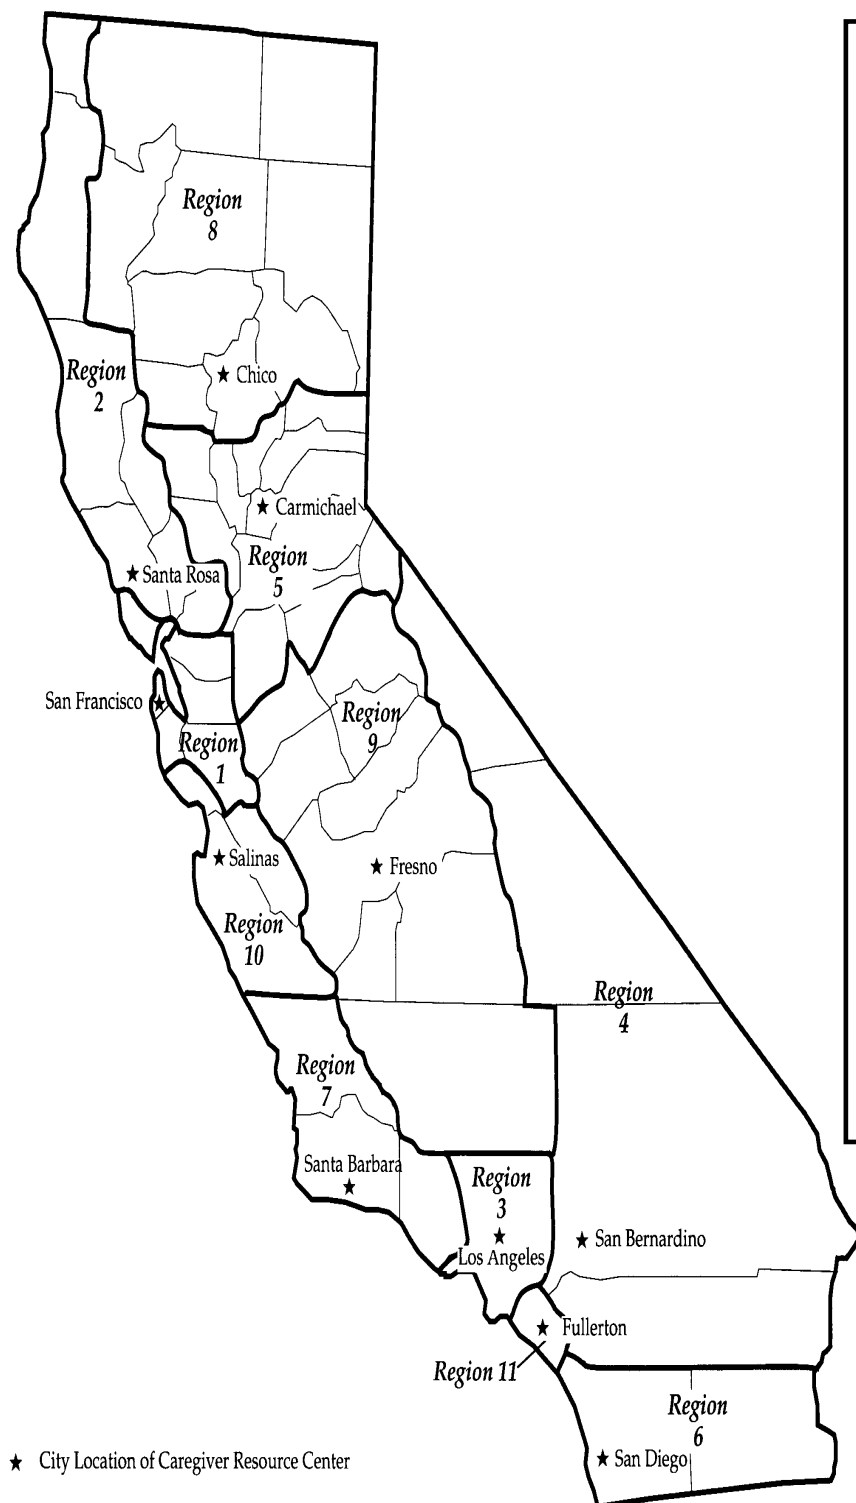 Region
8
Chico
Region
2
Carmichael
Region
5
Santa Rosa
San Francisco
Region
1
Region
9
Salinas
Fresno
Region
10
Region
4
Region
7
Santa Barbara
Region
3
Los Angeles
San Bernardino
Fullerton
Region 11
Region
6
San Diego
City Location of Caregiver Resource Center